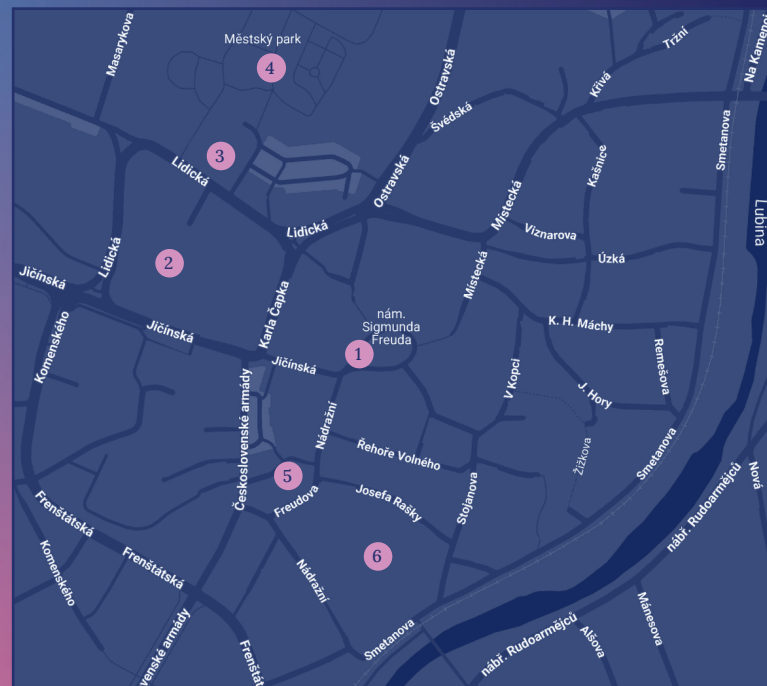 Masarykova
Městský park
4
Ostravská
Švédská
Tržní
Křivá
Na Kamenci
Smetanova
Kašnice
3
Lidická
Ostravská
Místecká
Lubina
Lidická
Viznarova
Úzká
2
Lidická
Jičínská
Místecká
Karla Čapka
Jičínská
nám.
Sigmunda
Freuda
1
K. H. Máchy
Komenského
Jičínská
V Kopci
Remešova
J. Hory
Československé armády
Nádražní
Řehoře Volného
Žižkova
Smetanova
5
Freudova
Josefa Rašky
Stojanova
Nová
nábř. Rudoarmějců
Frenštátská
Frenštátská
Komenského
6
Nádražní
Smetanova
nábř. Rudoarmějců
Alšova
Mánesova
venské armády
Frenštát